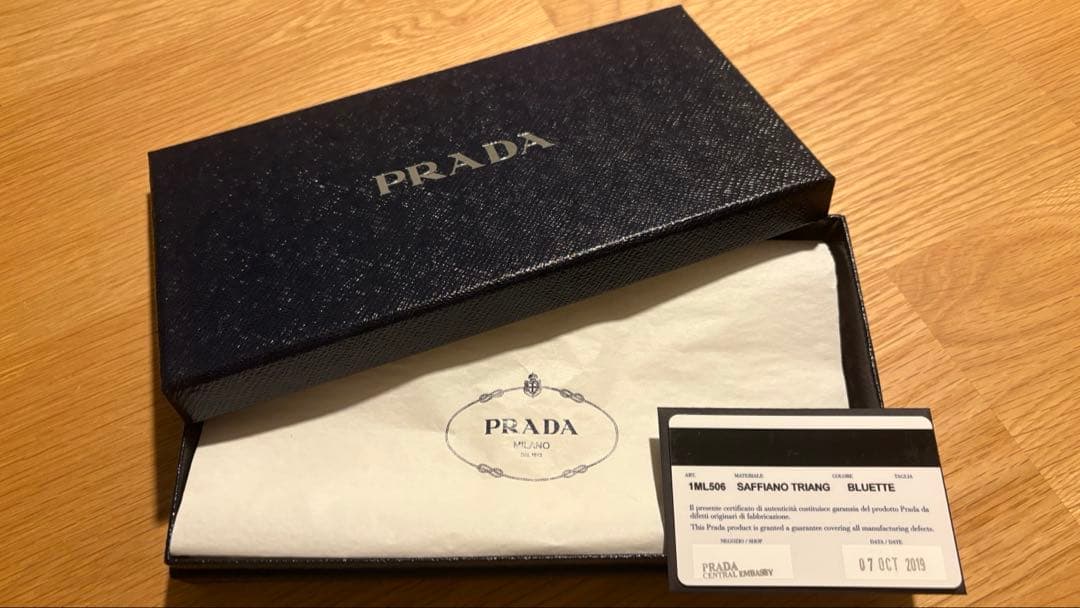 PRADA
PRADA
MILANO
DAL 1913
ART. MATERIALE COLORE TAGLIA
1ML506 SAFFIANO TRIANG BLUETTE
Il presente certificato di autenticità costituisce garanzia del prodotto Prada da
difetti originari di fabbricazione.
This Prada product is granted a guarantee covering all manufacturing defects.
NEGOZIO / SHOP DATA / DATE
PRADA
CENTRAL EMBASSY
07 OCT 2019